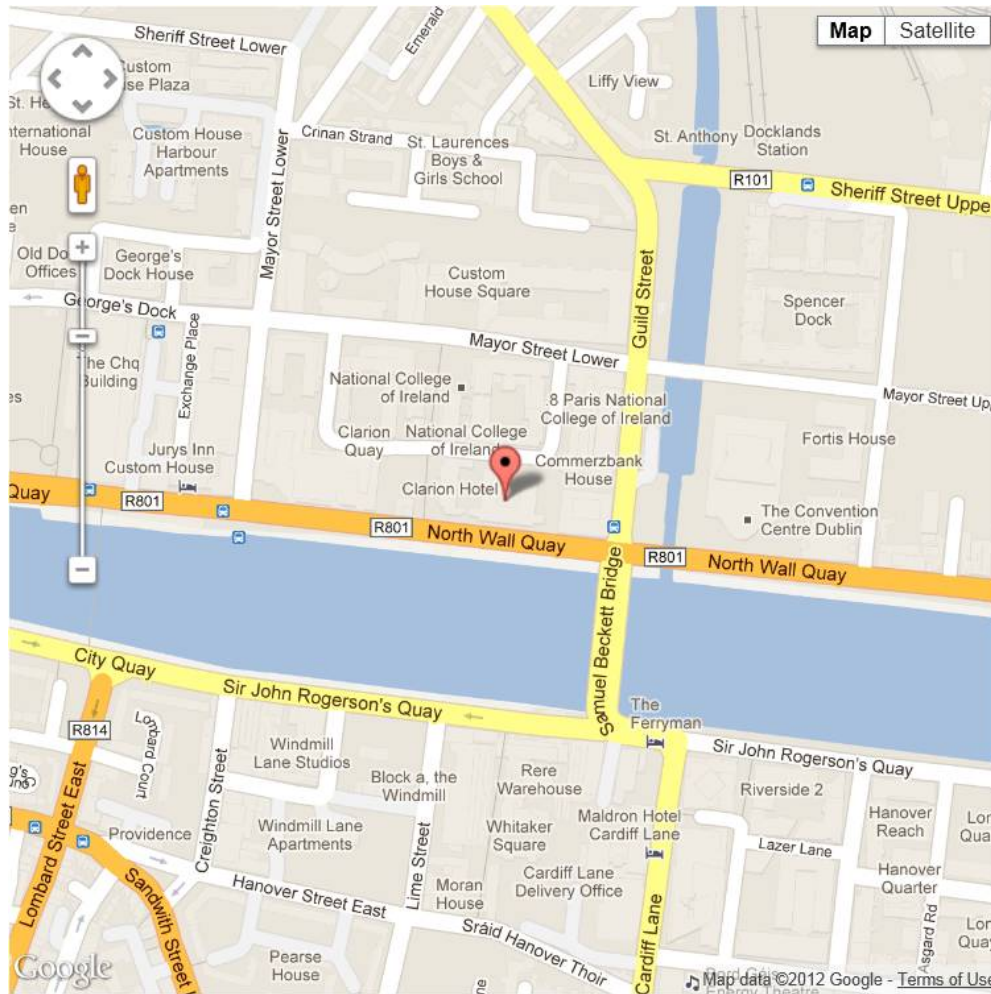 Map
Satellite
Sheriff Street Lower
Emerald
Custom
House Plaza
Liffy View
St. He
International
House
Custom House
Harbour
Apartments
Crinan Strand
St. Laurences
Boys &
Girls School
St. Anthony
Docklands
Station
R101
Sheriff Street Uppe
Mayor Street Lower
Old Do
Offices
George's
Dock House
Custom
House Square
Guild Street
Spencer
Dock
George's Dock
Mayor Street Lower
The Chq
Building
Exchange Place
National College
of Ireland
Mayor Street Upp
8 Paris National
College of Ireland
Clarion
Quay
National College
of Ireland
Fortis House
Jurys Inn
Custom House
Commerzbank
House
Clarion Hotel
Quay
R801
The Convention
Centre Dublin
R801
North Wall Quay
R801
North Wall Quay
Samuel Beckett Bridge
City Quay
Sir John Rogerson's Quay
The
Ferryman
R814
Lombard Court
Windmill
Lane Studios
Sir John Rogerson's Quay
Creighton Street
Block a, the
Windmill
Rere
Warehouse
Riverside 2
Lombard Street East
Providence
Windmill Lane
Apartments
Lime Street
Whitaker
Square
Maldron Hotel
Cardiff Lane
Hanover
Reach
Lon
Qua
Lazer Lane
Hanover Street East
Moran
House
Cardiff Lane
Delivery Office
Hanover
Quarter
Sandwith Street
Sráid Hanover Thoir
Cardiff Lane
Asgard Rd
Lon
Qua
Pearse
House
Google
Map data ©2012 Google - Terms of Use